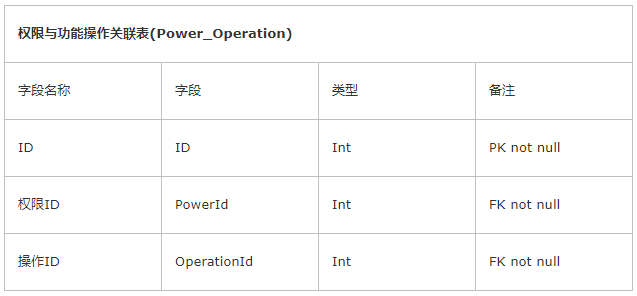 权限与功能操作关联表(Power_Operation)
字段名称 字段 类型 备注
ID ID Int PK not null
权限ID PowerId Int FK not null
操作ID OperationId Int FK not null